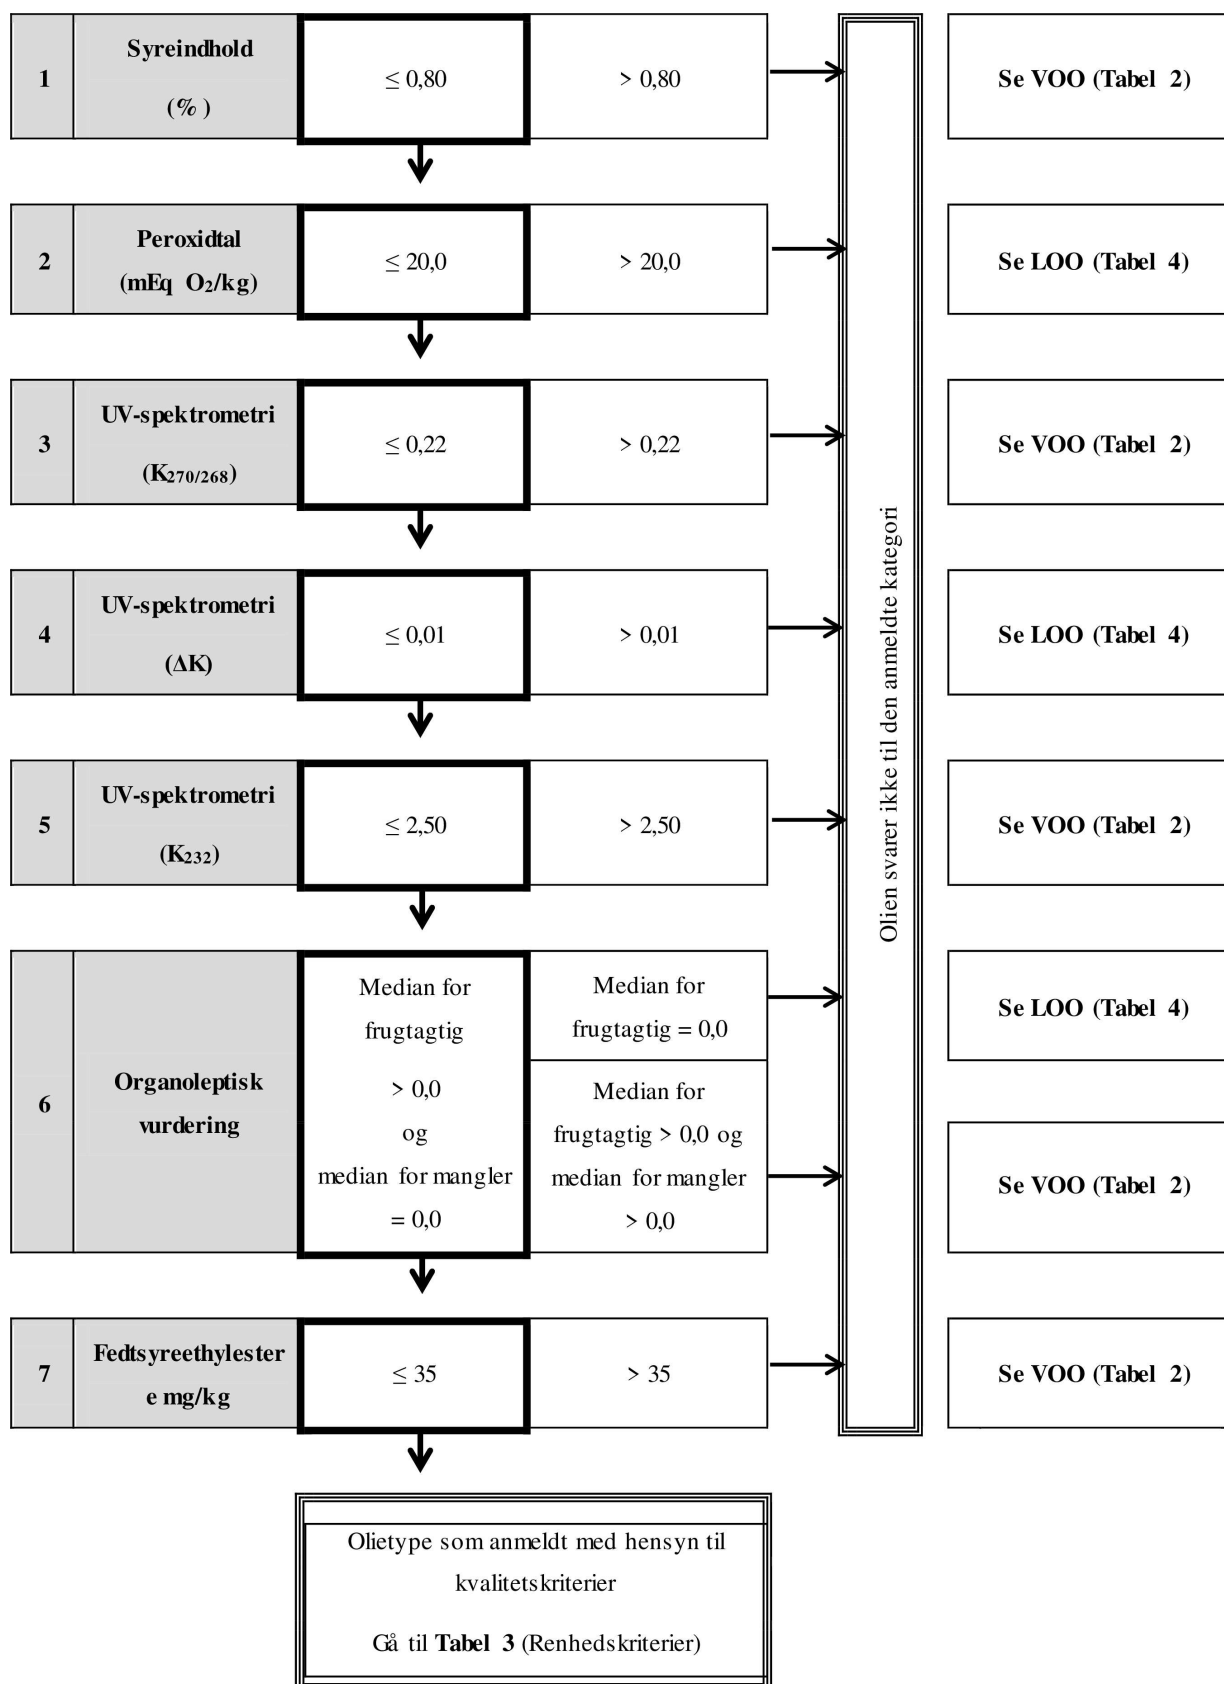 1
Syreindhold
(% )
≤ 0,80
> 0,80
Se VOO (Tabel 2)
2
Peroxidtal
(mEq O₂/kg)
≤ 20,0
> 20,0
Se LOO (Tabel 4)
3
UV-spektrometri
(K₂₇₀/₂₆₈)
≤ 0,22
> 0,22
Se VOO (Tabel 2)
4
UV-spektrometri
(ΔK)
≤ 0,01
> 0,01
Se LOO (Tabel 4)
5
UV-spektrometri
(K₂₃₂)
≤ 2,50
> 2,50
Se VOO (Tabel 2)
6
Organoleptisk
vurdering
Median for
frugtagtig
> 0,0
og
median for mangler
= 0,0
Median for
frugtagtig = 0,0
Se LOO (Tabel 4)
Median for
frugtagtig > 0,0 og
median for mangler
> 0,0
Se VOO (Tabel 2)
7
Fedtsyreethylester
e mg/kg
≤ 35
> 35
Se VOO (Tabel 2)
Olien svarer ikke til den anmeldte kategori
Olietype som anmeldt med hensyn til
kvalitetskriterier
Gå til Tabel 3 (Renhedskriterier)